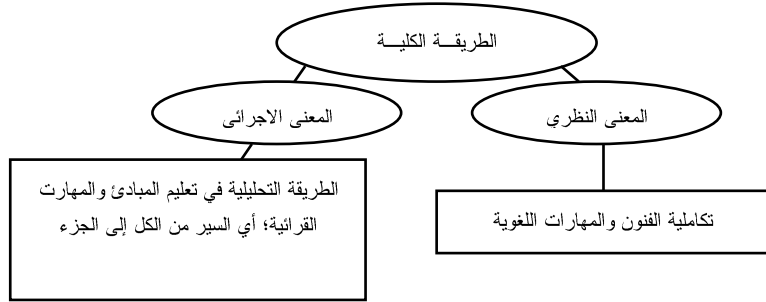 الطريقـــة الكليـــة
المعنى النظري
المعنى الاجرائى
تكاملية الفنون والمهارات اللغوية
الطريقة التحليلية في تعليم المبادئ والمهارت
القرائية؛ أي السير من الكل إلى الجزء